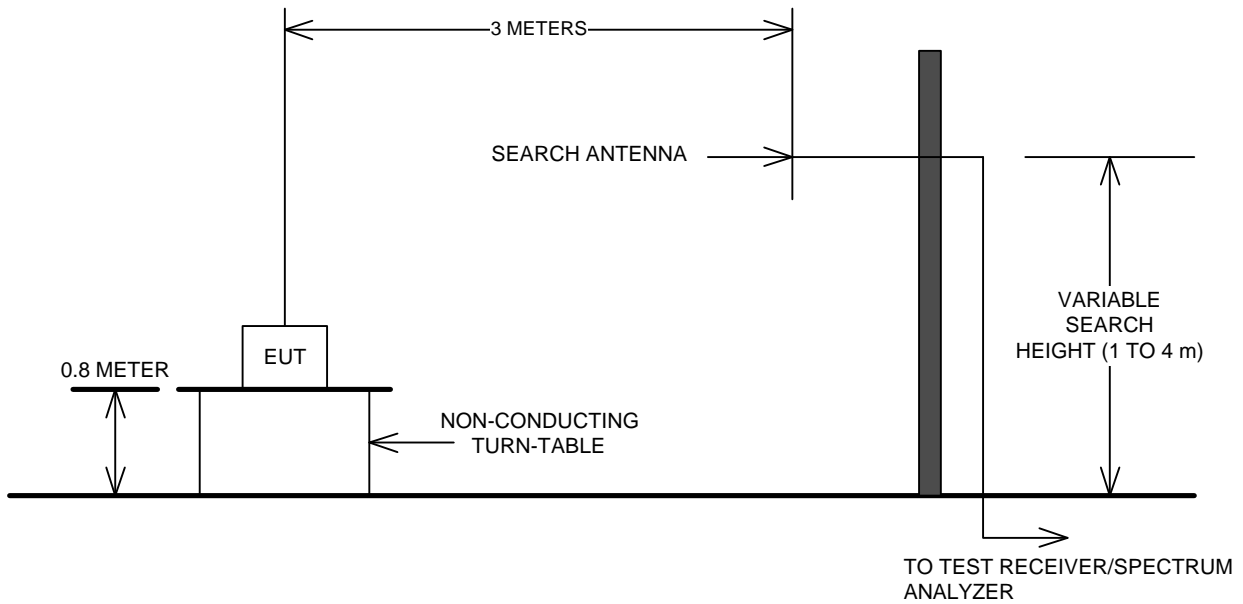 3 METERS
SEARCH ANTENNA
VARIABLE
SEARCH
HEIGHT (1 TO 4 m)
EUT
0.8 METER
NON-CONDUCTING
TURN-TABLE
TO TEST RECEIVER/SPECTRUM
ANALYZER